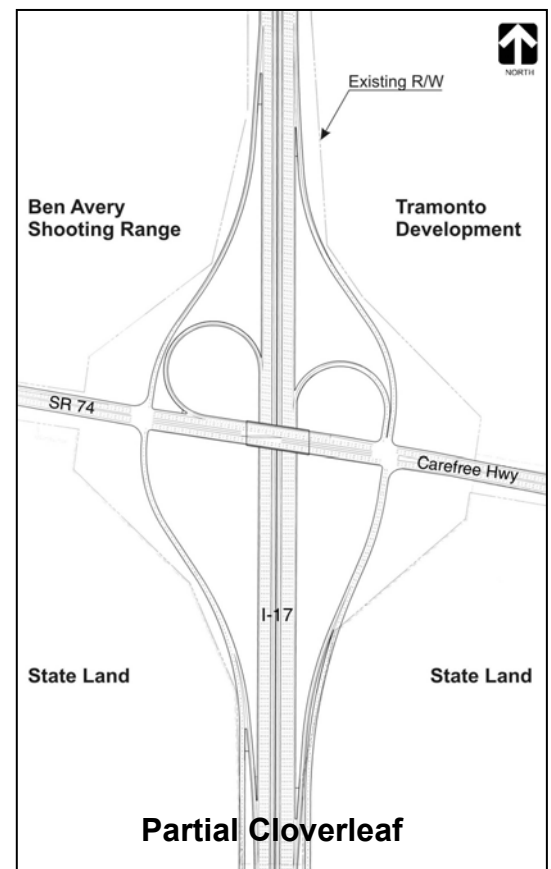 NORTH
Existing R/W
Ben Avery
Shooting Range
Tramonto
Development
SR 74
Carefree Hwy
I-17
State Land
State Land
Partial Cloverleaf